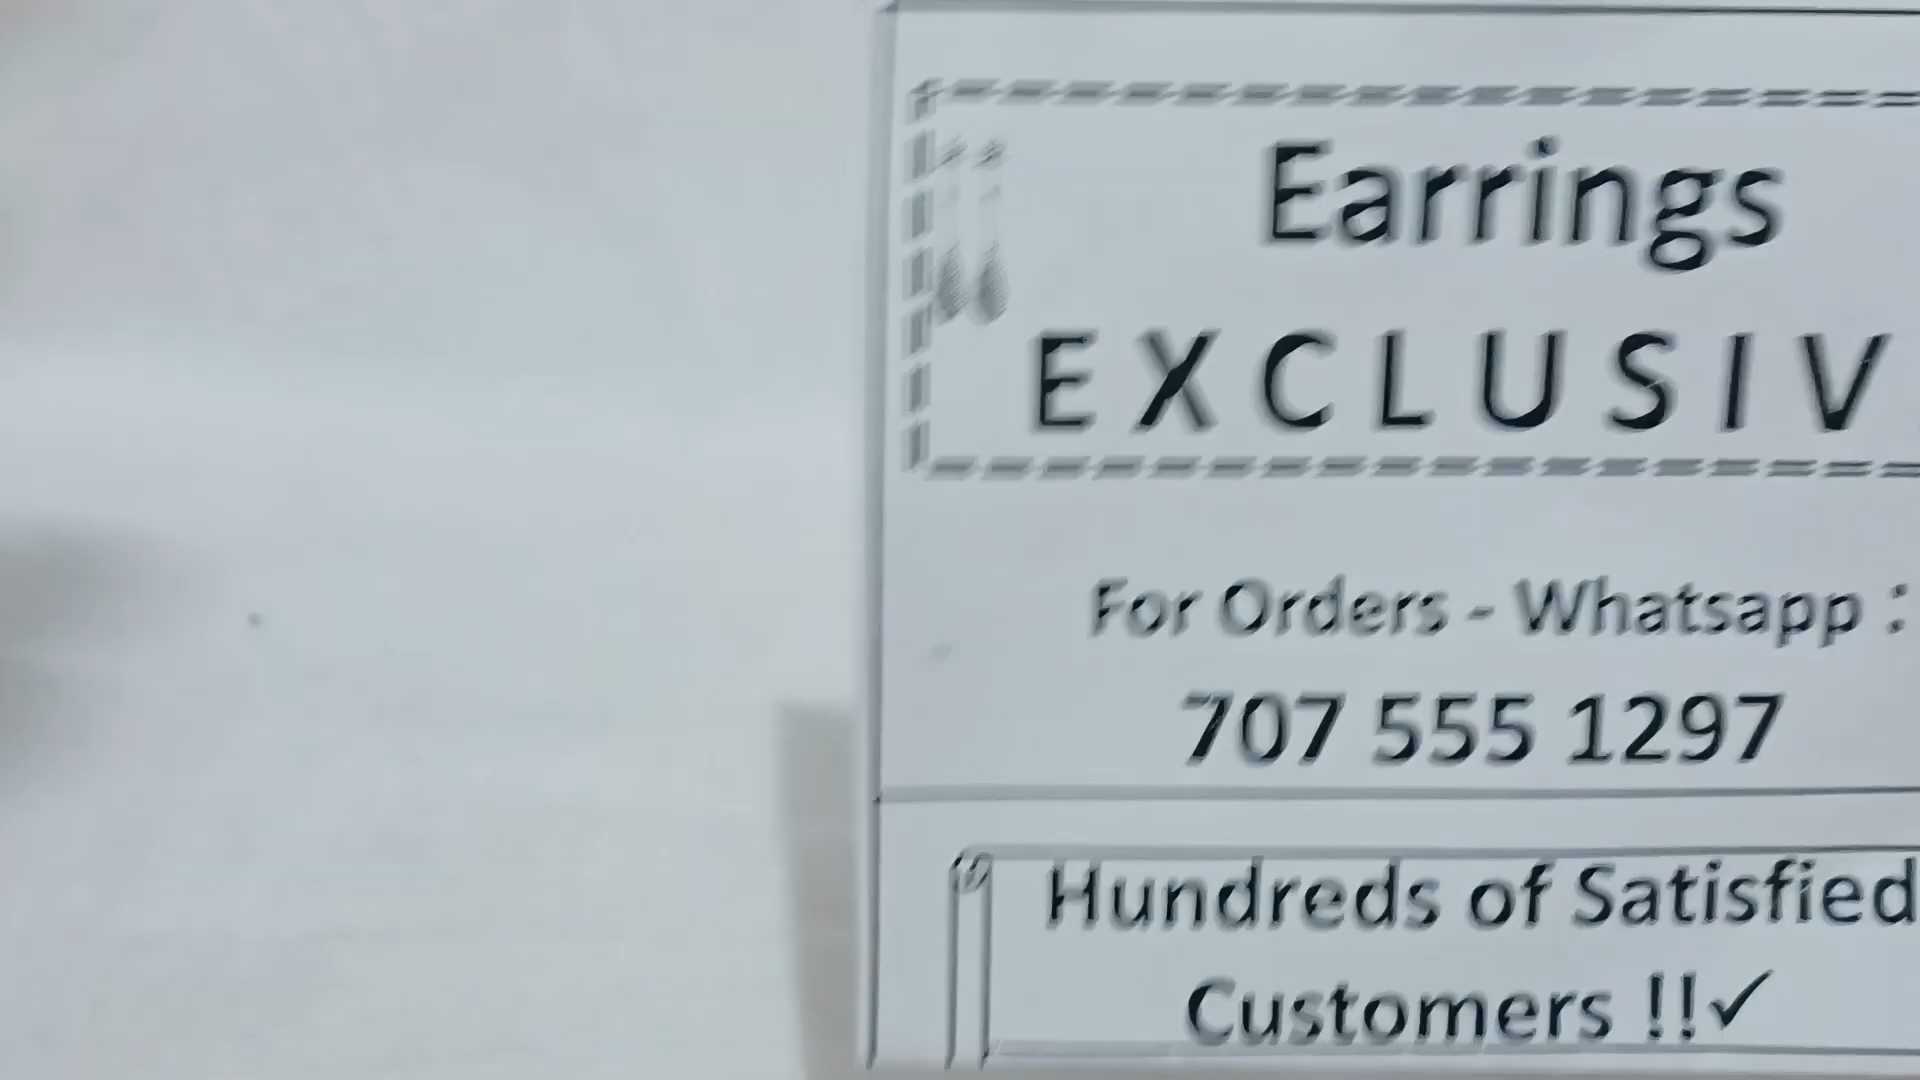 Earrings
EXCLUSIV
For Orders - Whatsapp :
707 555 1297
Hundreds of Satisfied
Customers !!✓